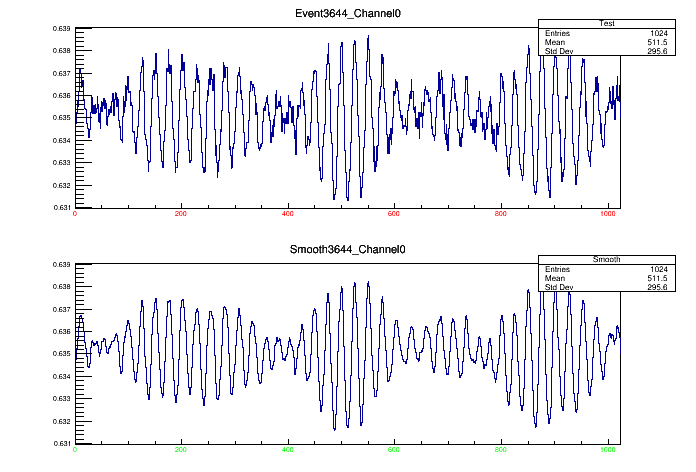 Event3644_Channel0
Test
Entries 1024
Mean 511.5
Std Dev 295.6
0.639
0.638
0.637
0.636
0.635
0.634
0.633
0.632
0.631
0 200 400 600 800 1000
Smooth3644_Channel0
Smooth
Entries 1024
Mean 511.5
Std Dev 295.6
0.639
0.638
0.637
0.636
0.635
0.634
0.633
0.632
0.631
0 200 400 600 800 1000